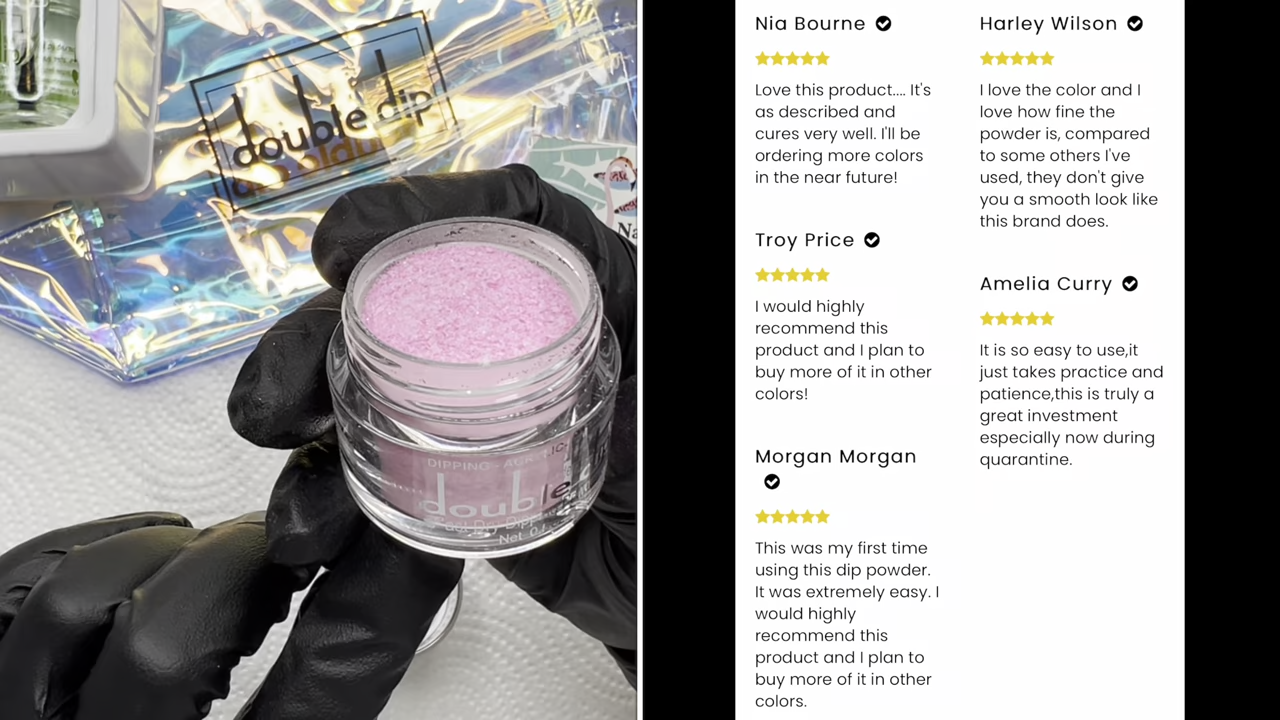 double dip
DIPPING - ACRYLIC
double
Net
Na
Nia Bourne
Love this product.... It's
as described and
cures very well. I'll be
ordering more colors
in the near future!
Troy Price
I would highly
recommend this
product and I plan to
buy more of it in other
colors!
Morgan Morgan
This was my first time
using this dip powder.
It was extremely easy. I
would highly
recommend this
product and I plan to
buy more of it in other
colors.
Harley Wilson
I love the color and I
love how fine the
powder is, compared
to some others I've
used, they don't give
you a smooth look like
this brand does.
Amelia Curry
It is so easy to use,it
just takes practice and
patience,this is truly a
great investment
especially now during
quarantine.